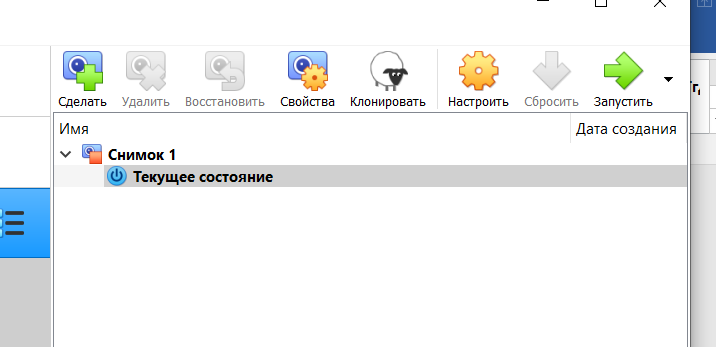 Сделать Удалить Восстановить Свойства Клонировать Настроить Сбросить Запустить
Имя Дата создания
Снимок 1
Текущее состояние